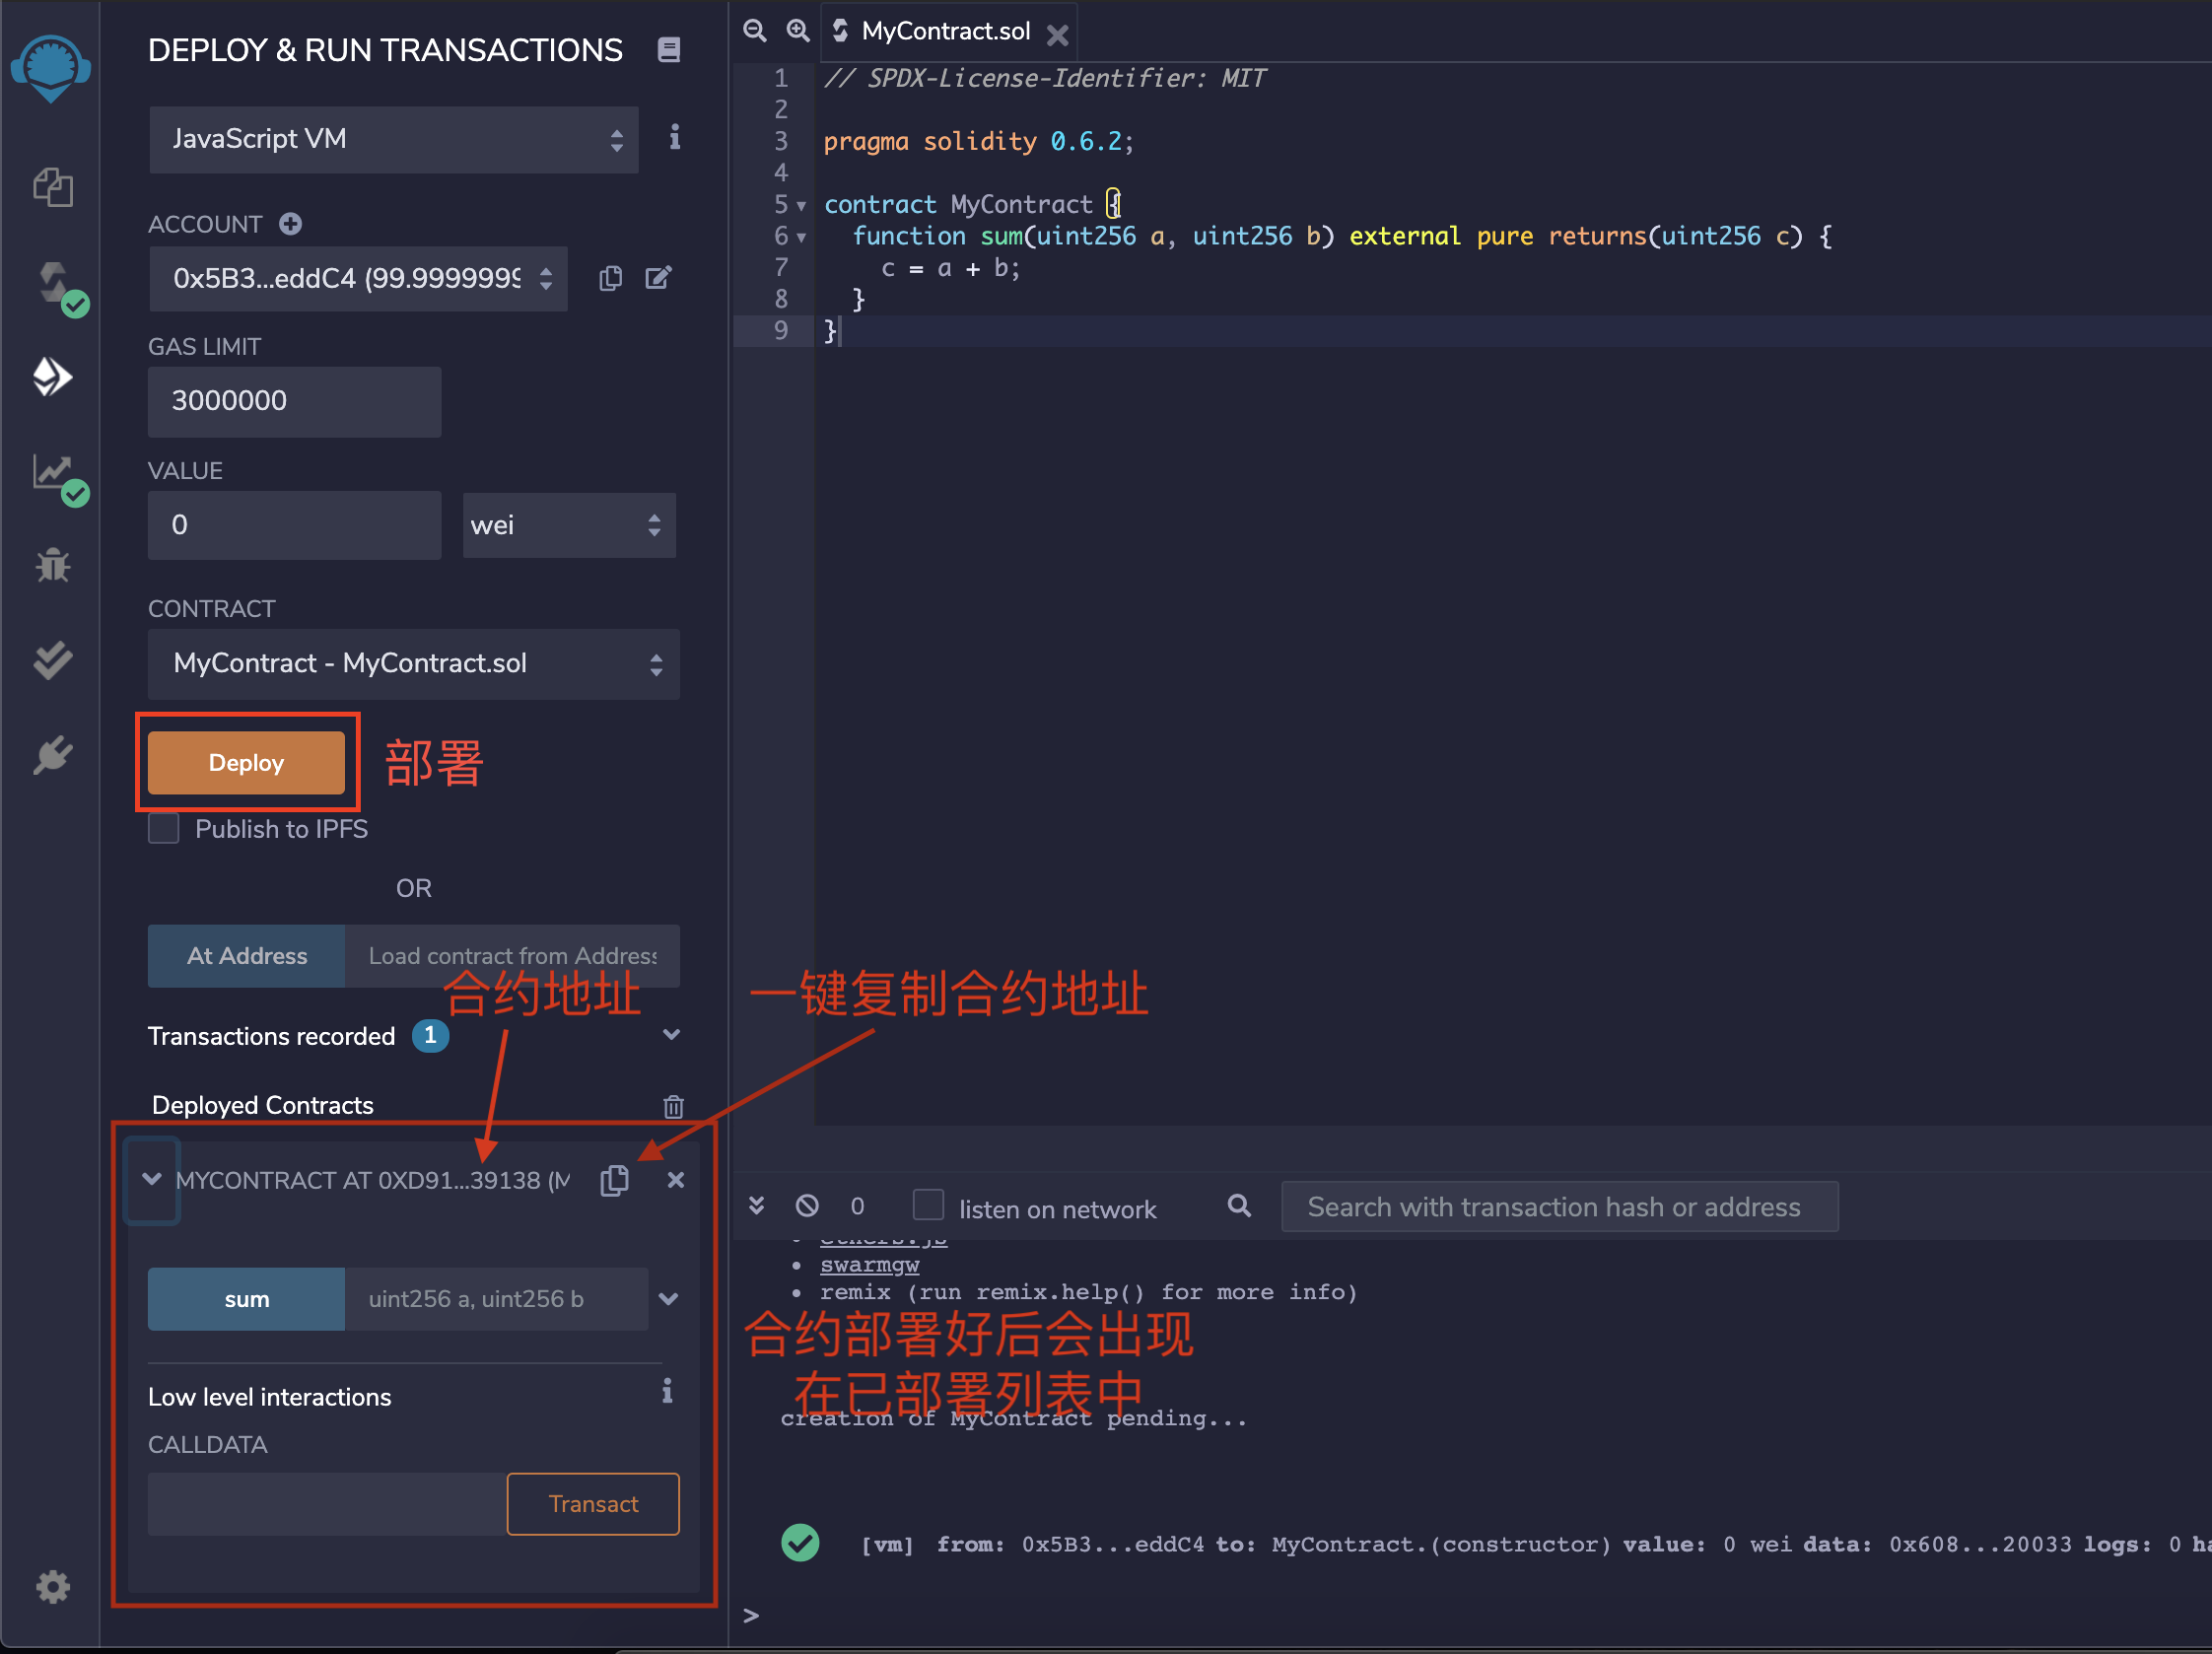 DEPLOY & RUN TRANSACTIONS
JavaScript VM
ACCOUNT
0x5B3...eddC4 (99.9999999
GAS LIMIT
3000000
VALUE
0
wei
CONTRACT
MyContract - MyContract.sol
Deploy
部署
Publish to IPFS
OR
At Address
Load contract from Address
合约地址
Transactions recorded 1
Deployed Contracts
MYCONTRACT AT 0XD91...39138 (M
sum
uint256 a, uint256 b
Low level interactions
CALLDATA
Transact
MyContract.sol
1 // SPDX-License-Identifier: MIT
2
3 pragma solidity 0.6.2;
4
5 contract MyContract {
6 function sum(uint256 a, uint256 b) external pure returns(uint256 c) {
7 c = a + b;
8 }
9 }
一键复制合约地址
0
listen on network
Search with transaction hash or address
ethers.js
swarmgw
remix (run remix.help() for more info)
合约部署好后会出现
在已部署列表中
creation of MyContract pending...
[vm] from: 0x5B3...eddC4 to: MyContract.(constructor) value: 0 wei data: 0x608...20033 logs: 0 ha
>